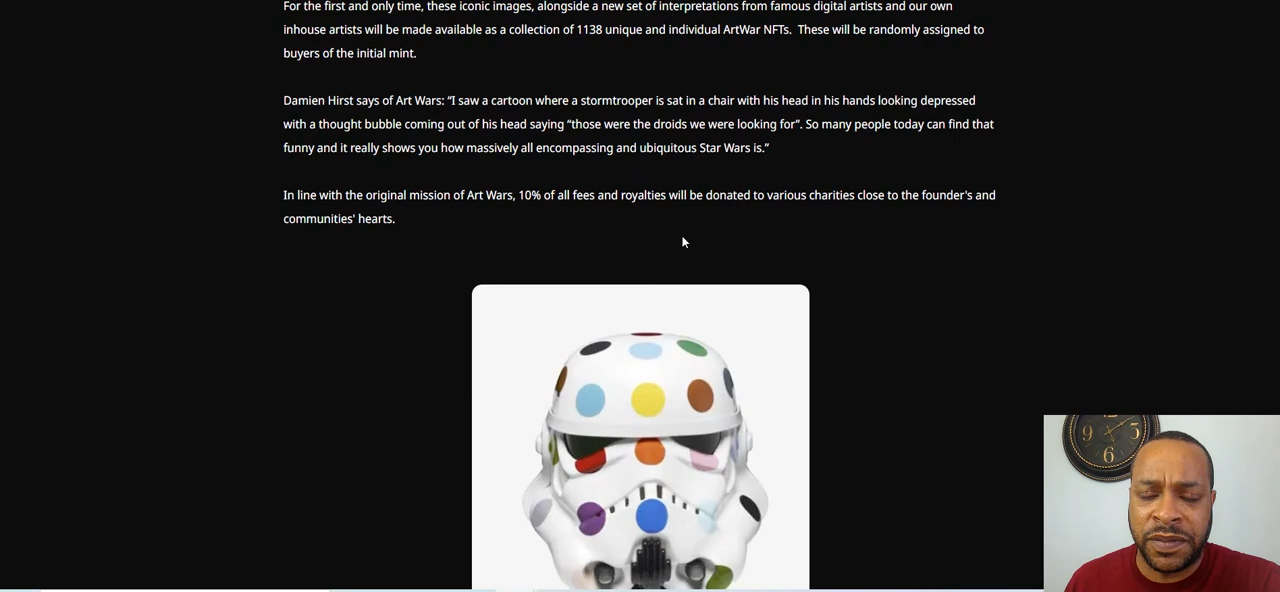 For the first and only time, these iconic images, alongside a new set of interpretations from famous digital artists and our own
inhouse artists will be made available as a collection of 1138 unique and individual ArtWar NFTs.  These will be randomly assigned to
buyers of the initial mint.
Damien Hirst says of Art Wars: “I saw a cartoon where a stormtrooper is sat in a chair with his head in his hands looking depressed
with a thought bubble coming out of his head saying “those were the droids we were looking for”. So many people today can find that
funny and it really shows you how massively all encompassing and ubiquitous Star Wars is.”
In line with the original mission of Art Wars, 10% of all fees and royalties will be donated to various charities close to the founder's and
communities' hearts.
9 3
6